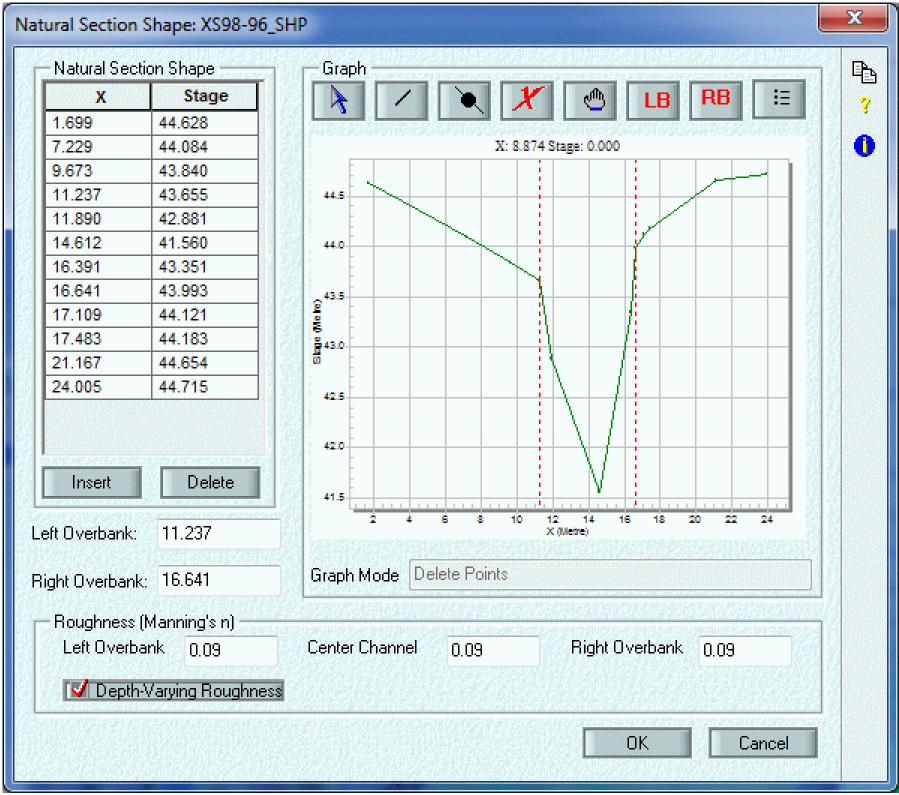 Natural Section Shape: XS98-96_SHP
Natural Section Shape
X Stage
1.699 44.628
7.229 44.084
9.673 43.840
11.237 43.655
11.890 42.881
14.612 41.560
16.391 43.351
16.641 43.993
17.109 44.121
17.483 44.183
21.167 44.654
24.005 44.715
Insert Delete
Left Overbank: 11.237
Right Overbank: 16.641
Graph
LB RB
X: 8.874 Stage: 0.000
44.5
44.0
43.5
43.0
42.5
42.0
41.5
Stage (Metre)
2 4 6 8 10 12 14 16 18 20 22 24
X (Metre)
Graph Mode Delete Points
Roughness (Manning's n)
Left Overbank 0.09 Center Channel 0.09 Right Overbank 0.09
Depth-Varying Roughness
OK Cancel